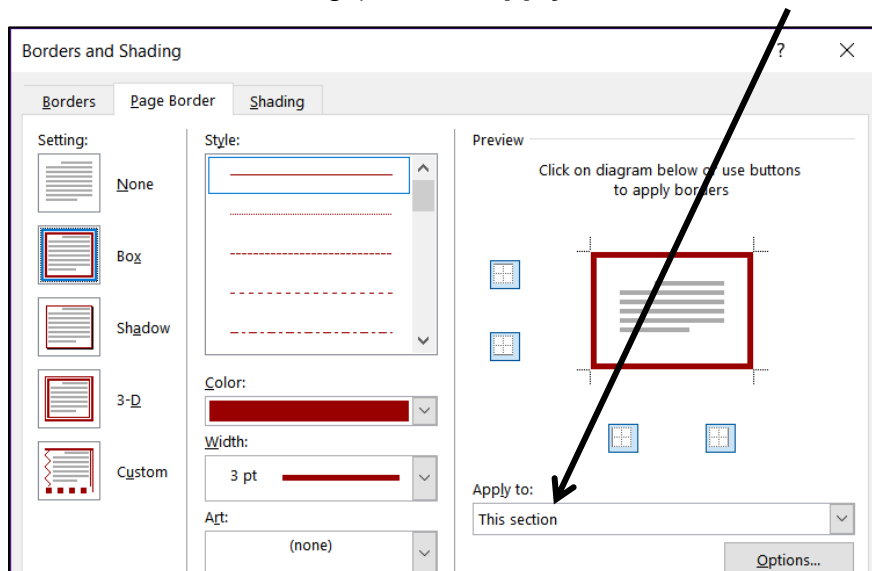 Borders and Shading ? ×
Borders Page Border Shading
Setting:
None
Box
Shadow
3-D
Custom
Style:
Color:
Width:
3 pt
Art:
(none)
Preview
Click on diagram below or use buttons
to apply borders
Apply to:
This section
Options...